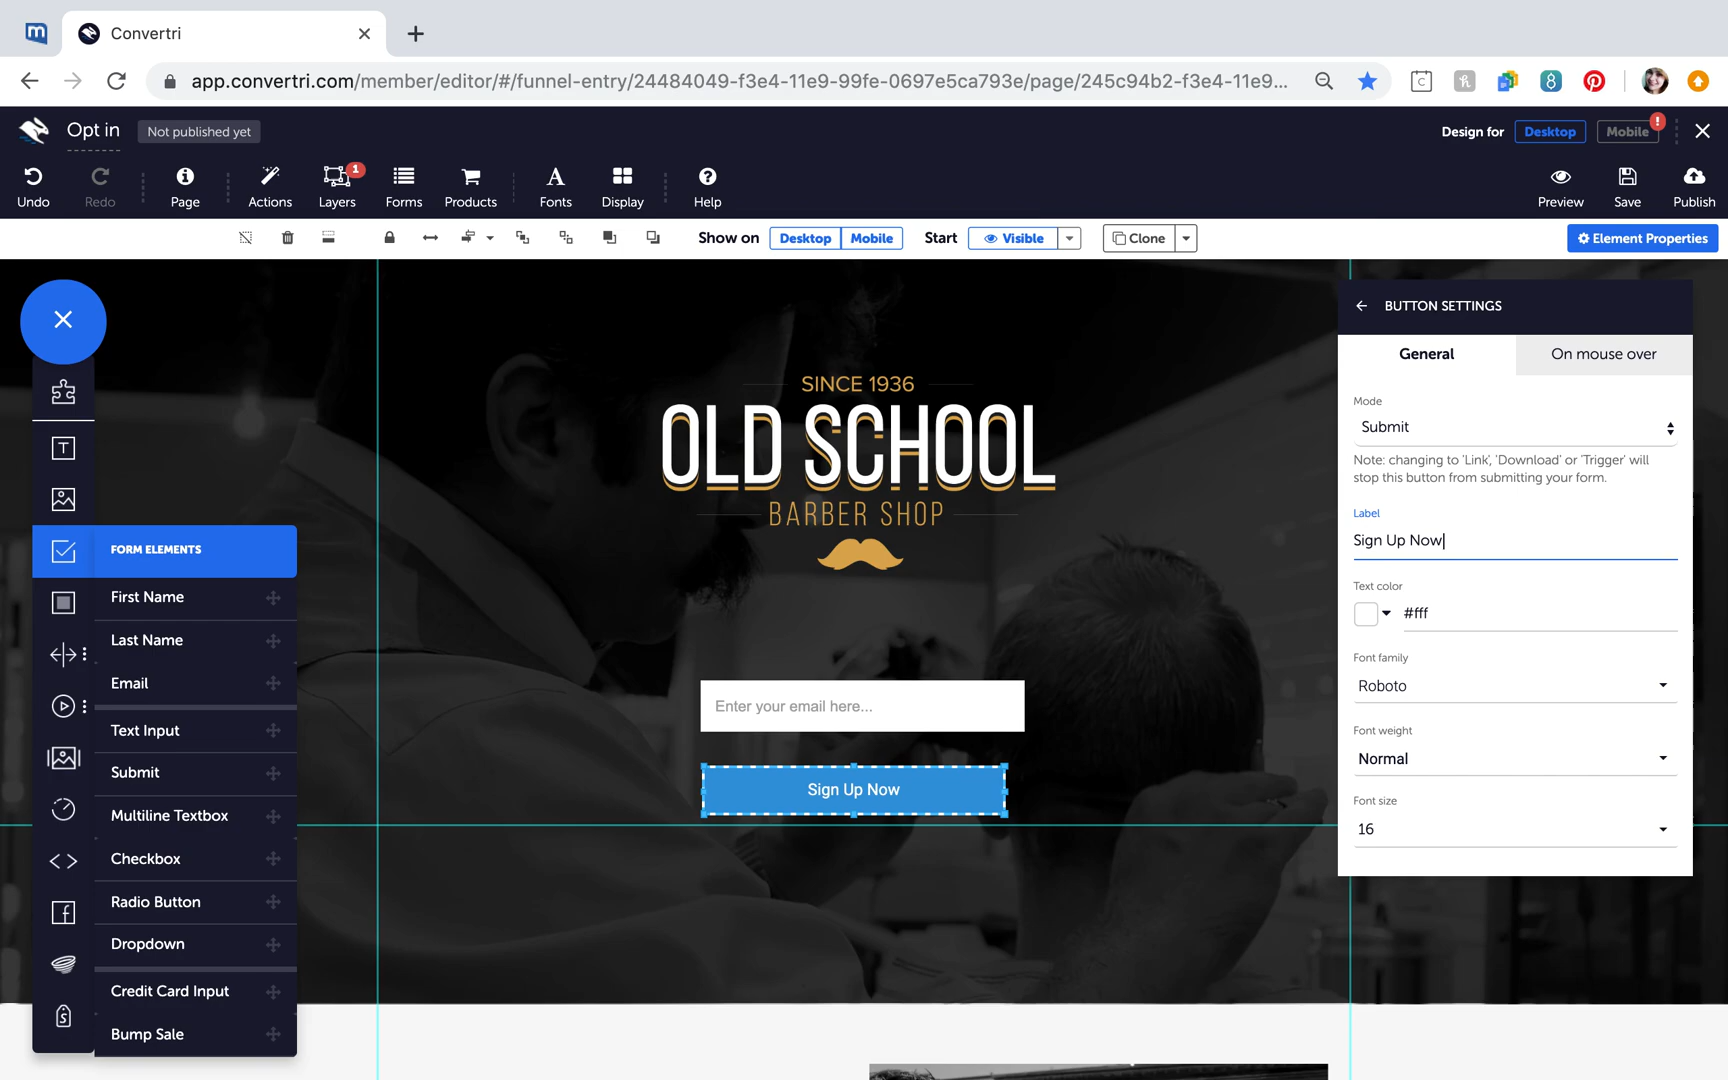 Convertri
app.convertri.com/member/editor/#/funnel-entry/24484049-f3e4-11e9-99fe-0697e5ca793e/page/245c94b2-f3e4-11e9...
Opt in
Not published yet
Design for
Desktop
Mobile
!
Undo
Redo
Page
Actions
Layers
1
Forms
Products
Fonts
Display
Help
Preview
Save
Publish
Show on
Desktop
Mobile
Start
Visible
Clone
Element Properties
BUTTON SETTINGS
General
On mouse over
Mode
Submit
Note: changing to 'Link', 'Download' or 'Trigger' will
stop this button from submitting your form.
Label
Sign Up Now
Text color
#fff
Font family
Roboto
Font weight
Normal
Font size
16
SINCE 1936
OLD SCHOOL
BARBER SHOP
Enter your email here...
Sign Up Now
FORM ELEMENTS
First Name
Last Name
Email
Text Input
Submit
Multiline Textbox
Checkbox
Radio Button
Dropdown
Credit Card Input
Bump Sale